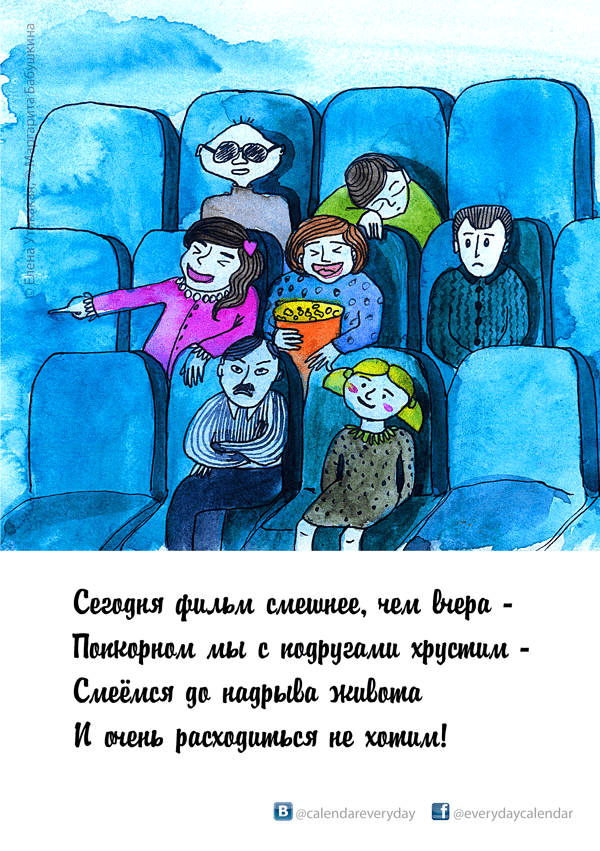 Сегодня фильм смешнее, чем вчера -
Попкорном мы с подругами хрустим -
Смеёмся до надрыва живота
И очень расходиться не хотим!
@calendareveryday
@everydaycalendar
© Елена
Маргарита Бабушкина